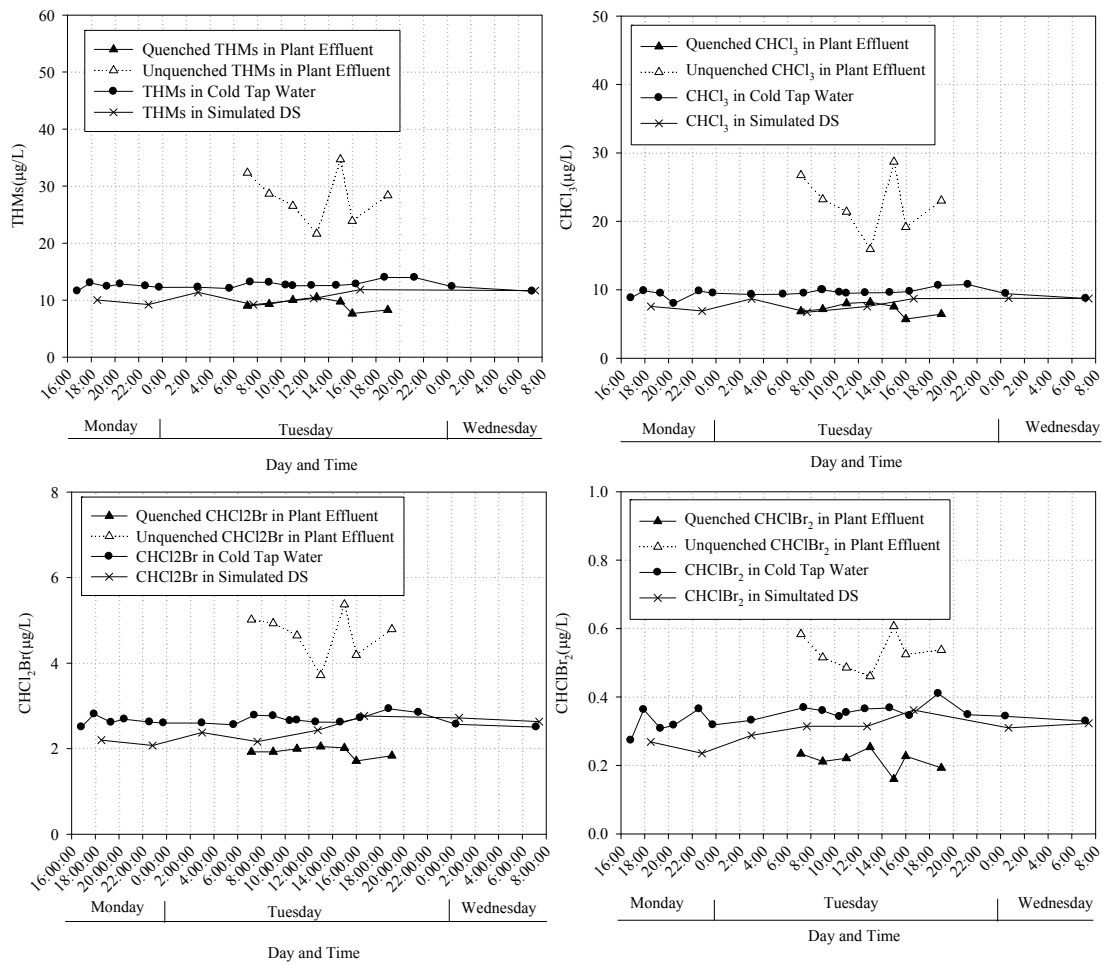 60
50
40
30
20
10
0
THMs(µg/L)
Quenched THMs in Plant Effluent
Unquenched THMs in Plant Effluent
THMs in Cold Tap Water
THMs in Simulated DS
16:00 18:00 20:00 22:00 0:00 2:00 4:00 6:00 8:00 10:00 12:00 14:00 16:00 18:00 20:00 22:00 0:00 2:00 4:00 6:00 8:00
Monday Tuesday Wednesday
Day and Time
50
40
30
20
10
0
CHCl₃(µg/L)
Quenched CHCl₃ in Plant Effluent
Unquenched CHCl₃ in Plant Effluent
CHCl₃ in Cold Tap Water
CHCl₃ in Simulated DS
16:00 18:00 20:00 22:00 0:00 2:00 4:00 6:00 8:00 10:00 12:00 14:00 16:00 18:00 20:00 22:00 0:00 2:00 4:00 6:00 8:00
Monday Tuesday Wednesday
Day and Time
8
6
4
2
0
CHCl₂Br(µg/L)
Quenched CHCl2Br in Plant Effluent
Unquenched CHCl2Br in Plant Effluent
CHCl2Br in Cold Tap Water
CHCl2Br in Simulated DS
16:00:00 18:00:00 20:00:00 22:00:00 0:00:00 2:00:00 4:00:00 6:00:00 8:00:00 10:00:00 12:00:00 14:00:00 16:00:00 18:00:00 20:00:00 22:00:00 0:00:00 2:00:00 4:00:00 6:00:00 8:00:00
Monday Tuesday Wednesday
Day and Time
1.0
0.8
0.6
0.4
0.2
0.0
CHClBr₂(µg/L)
Quenched CHClBr₂ in Plant Effluent
Unquenched CHClBr₂ in Plant Effluent
CHClBr₂ in Cold Tap Water
CHClBr₂ in Simultated DS
16:00 18:00 20:00 22:00 0:00 2:00 4:00 6:00 8:00 10:00 12:00 14:00 16:00 18:00 20:00 22:00 0:00 2:00 4:00 6:00 8:00
Monday Tuesday Wednesday
Day and Time